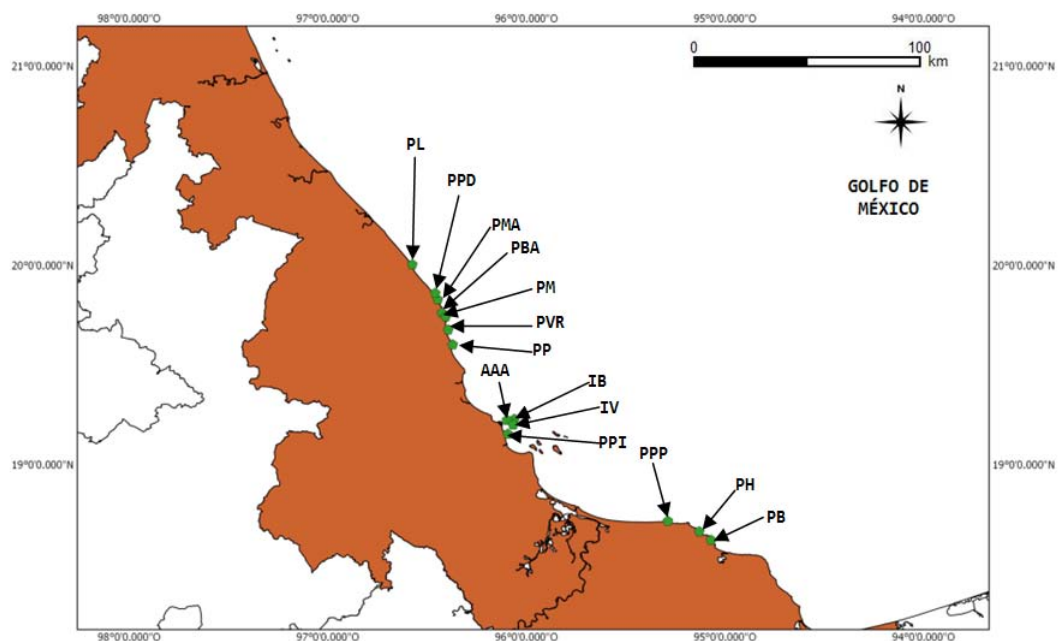 98°0'0.000"O 97°0'0.000"O 96°0'0.000"O 95°0'0.000"O 94°0'0.000"O
21°0'0.000"N
0 100
km
21°0'0.000"N
N
GOLFO DE
MÉXICO
PL
PPD
PMA
PBA
20°0'0.000"N
20°0'0.000"N
PM
PVR
PP
AAA
IB
IV
PPI
19°0'0.000"N
19°0'0.000"N
PPP
PH
PB
98°0'0.000"O 97°0'0.000"O 96°0'0.000"O 95°0'0.000"O 94°0'0.000"O